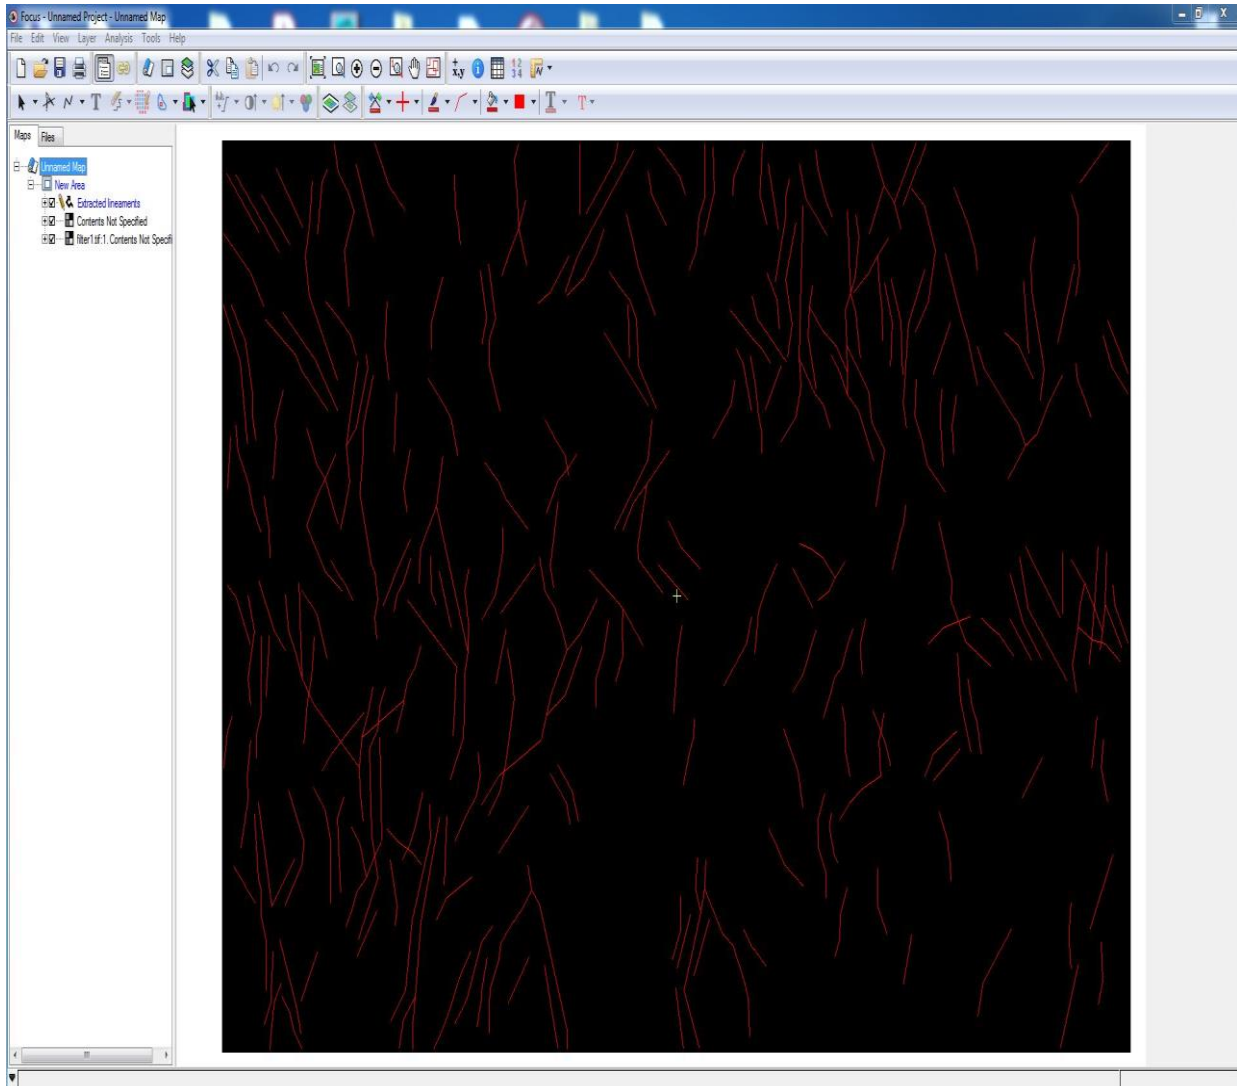 Focus - Unnamed Project - Unnamed Map
File Edit View Layer Analysis Tools Help
Maps Files
Unnamed Map
New Area
Extracted lineaments
Contents Not Specified
filter1.tif:1, Contents Not Specifi